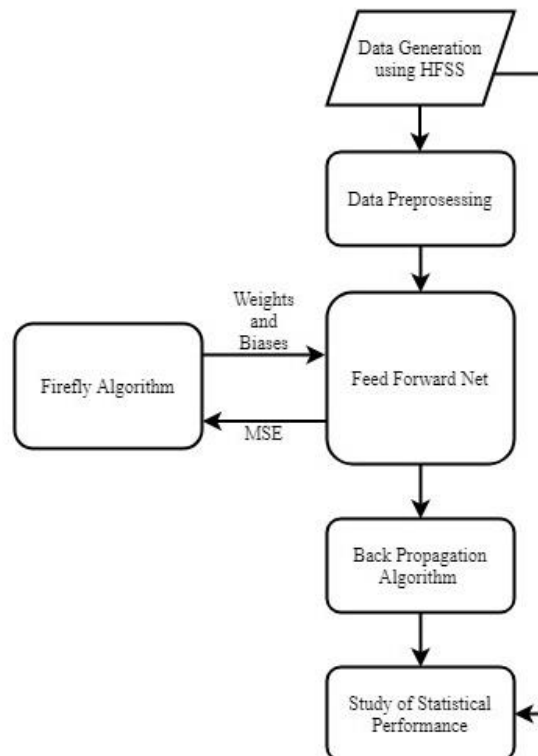 Data Generation
using HFSS
Data Preprosessing
Weights
and
Biases
Firefly Algorithm
Feed Forward Net
MSE
Back Propagation
Algorithm
Study of Statistical
Performance